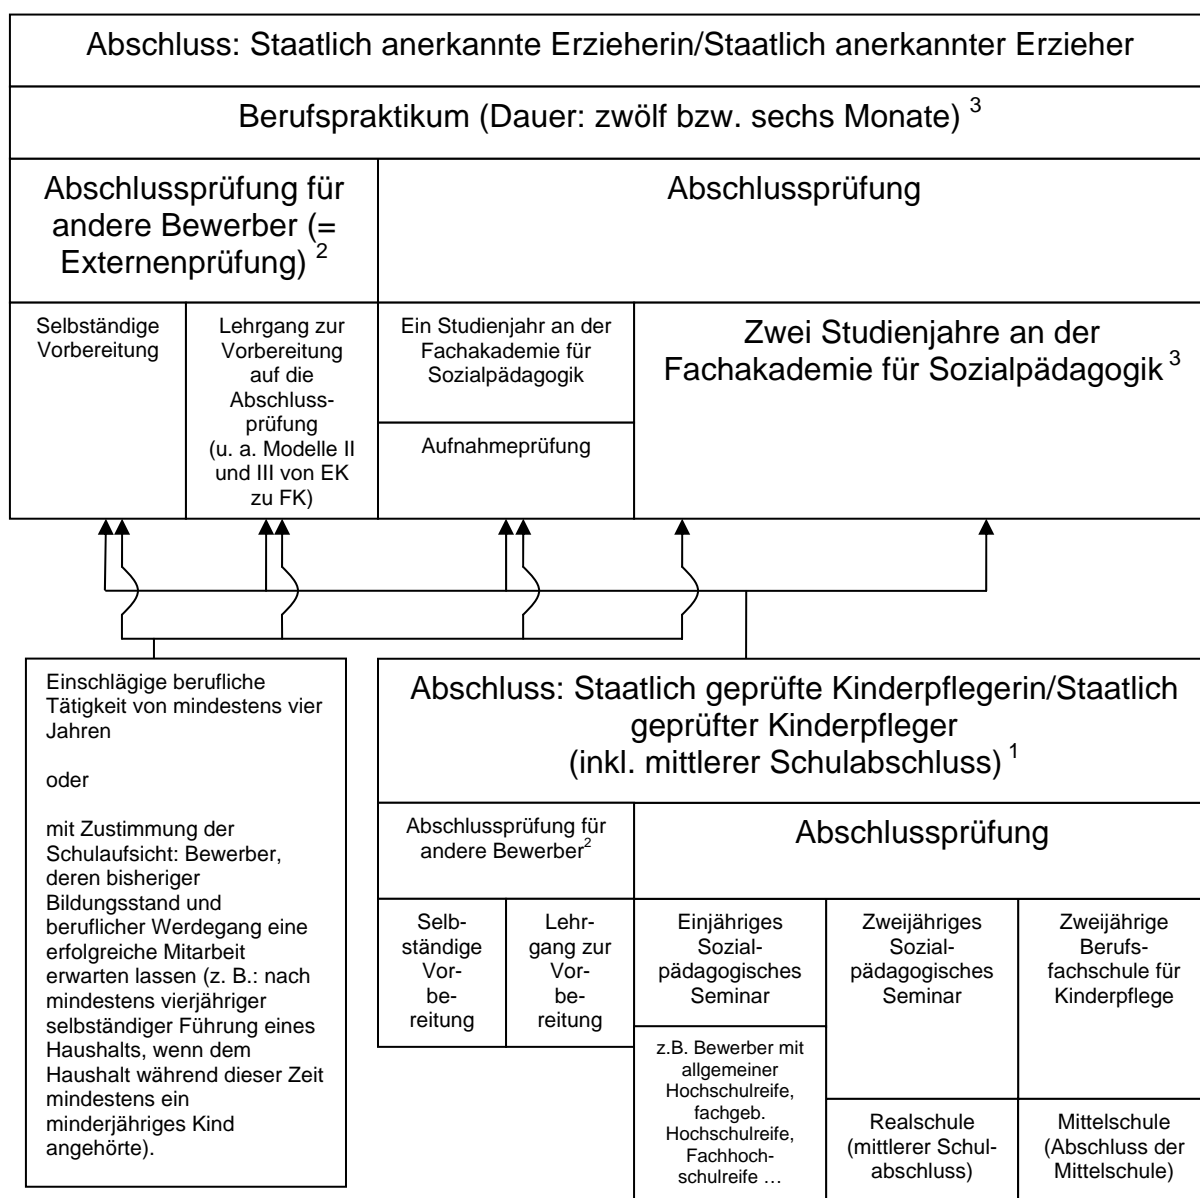 Abschluss: Staatlich anerkannte Erzieherin/Staatlich anerkannter Erzieher
Berufspraktikum (Dauer: zwölf bzw. sechs Monate) 3
Abschlussprüfung für
andere Bewerber (=
Externenprüfung) 2
Abschlussprüfung
Selbständige
Vorbereitung
Lehrgang zur
Vorbereitung
auf die
Abschluss-
prüfung
(u. a. Modelle II
und III von EK
zu FK)
Ein Studienjahr an der
Fachakademie für
Sozialpädagogik
Aufnahmeprüfung
Zwei Studienjahre an der
Fachakademie für Sozialpädagogik 3
Einschlägige berufliche
Tätigkeit von mindestens vier
Jahren
oder
mit Zustimmung der
Schulaufsicht: Bewerber,
deren bisheriger
Bildungsstand und
beruflicher Werdegang eine
erfolgreiche Mitarbeit
erwarten lassen (z. B.: nach
mindestens vierjähriger
selbständiger Führung eines
Haushalts, wenn dem
Haushalt während dieser Zeit
mindestens ein
minderjähriges Kind
angehörte).
Abschluss: Staatlich geprüfte Kinderpflegerin/Staatlich
geprüfter Kinderpfleger
(inkl. mittlerer Schulabschluss) 1
Abschlussprüfung für
andere Bewerber2
Abschlussprüfung
Selb-
ständige
Vor-
be-
reitung
Lehr-
gang zur
Vor-
be-
reitung
Einjähriges
Sozial-
pädagogisches
Seminar
z.B. Bewerber mit
allgemeiner
Hochschulreife,
fachgeb.
Hochschulreife,
Fachhoch-
schulreife …
Zweijähriges
Sozial-
pädagogisches
Seminar
Realschule
(mittlerer Schul-
abschluss)
Zweijährige
Berufs-
fachschule für
Kinderpflege
Mittelschule
(Abschluss der
Mittelschule)